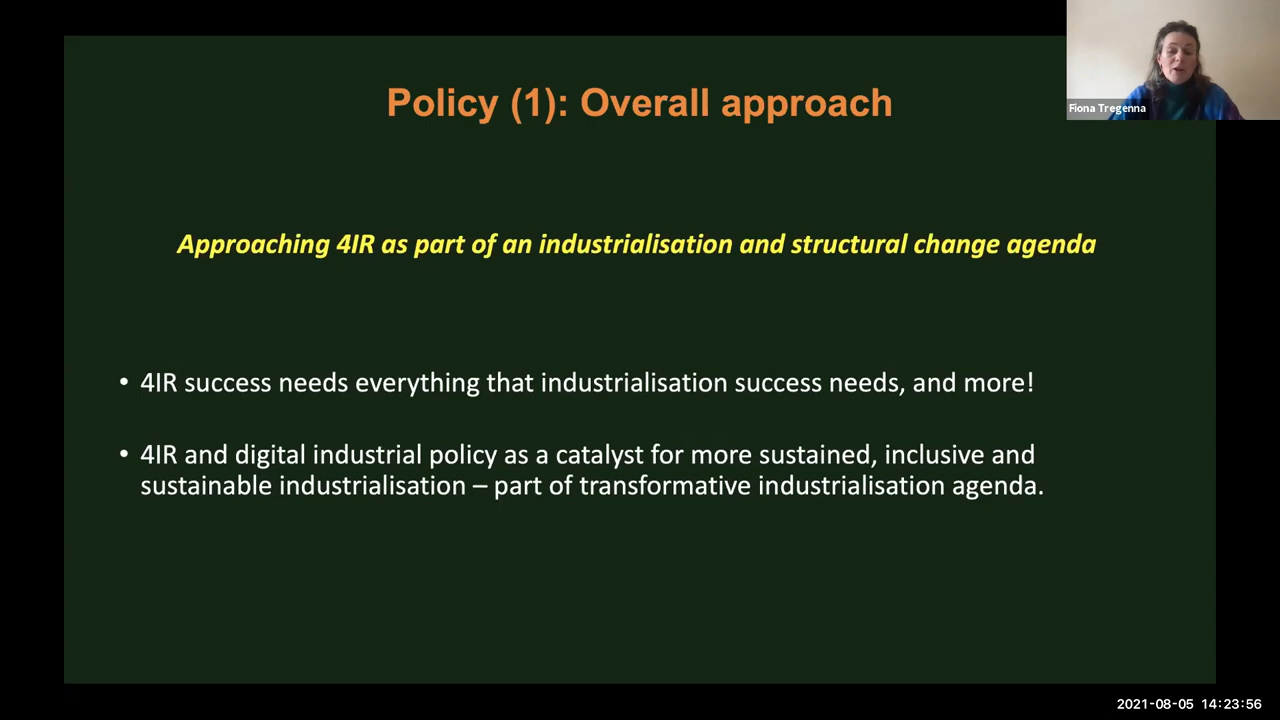 Policy (1): Overall approach
Fiona Tregenna
Approaching 4IR as part of an industrialisation and structural change agenda
• 4IR success needs everything that industrialisation success needs, and more!
• 4IR and digital industrial policy as a catalyst for more sustained, inclusive and
sustainable industrialisation – part of transformative industrialisation agenda.
2021-08-05 14:23:56